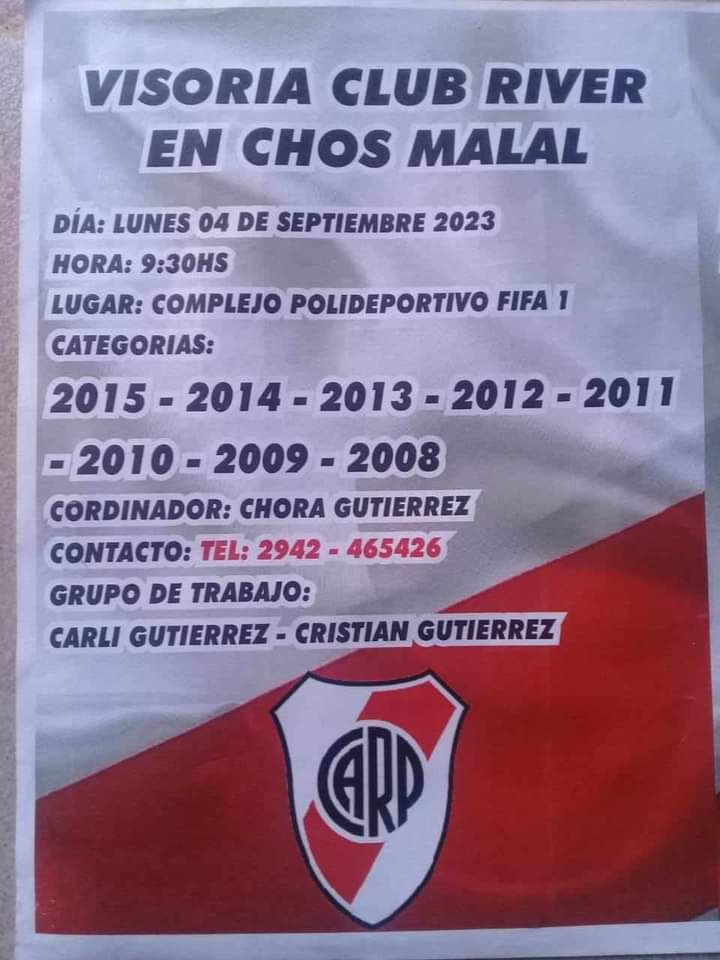 VISORIA CLUB RIVER
EN CHOS MALAL
DÍA: LUNES 04 DE SEPTIEMBRE 2023
HORA: 9:30HS
LUGAR: COMPLEJO POLIDEPORTIVO FIFA 1
CATEGORIAS:
2015 - 2014 - 2013 - 2012 - 2011
- 2010 - 2009 - 2008
CORDINADOR: CHORA GUTIERREZ
CONTACTO: TEL: 2942 - 465426
GRUPO DE TRABAJO:
CARLI GUTIERREZ - CRISTIAN GUTIERREZ
CARP